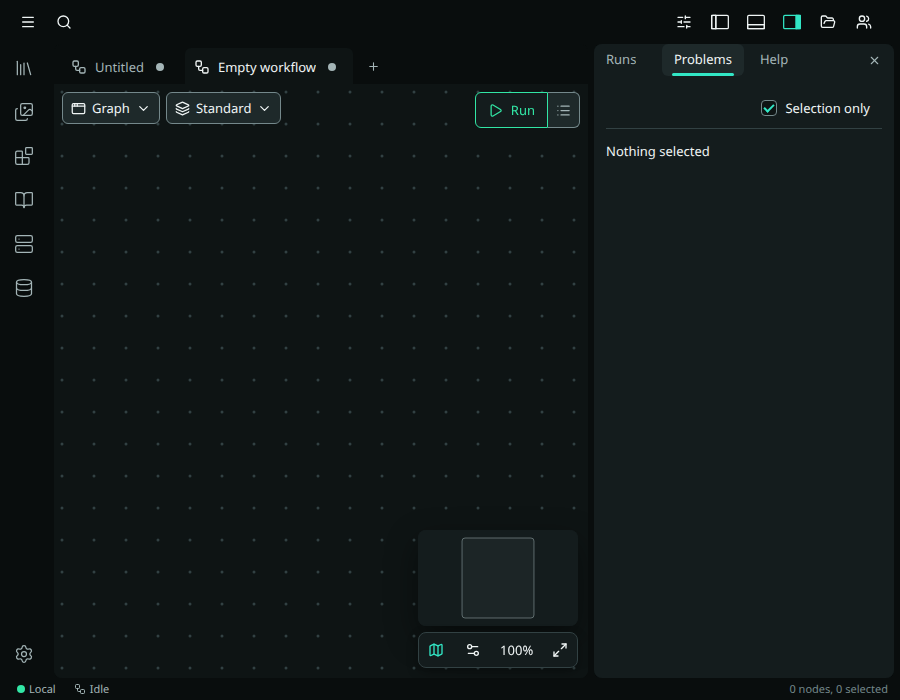 Untitled
Empty workflow
Runs
Problems
Help
Graph
Standard
Run
Selection only
Nothing selected
100%
Local
Idle
0 nodes, 0 selected